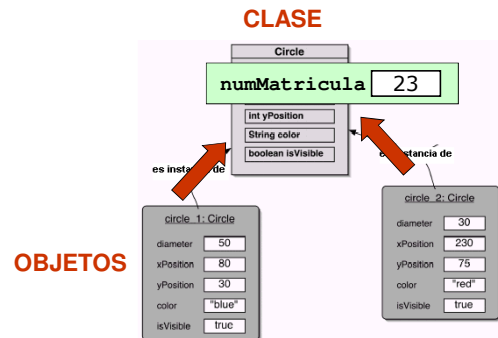 CLASE
Circle
numMatricula 23
int yPosition
String color
boolean isVisible
es instancia de
es instancia de
circle_1: Circle
diameter 50
xPosition 80
yPosition 30
color "blue"
isVisible true
circle_2: Circle
diameter 30
xPosition 230
yPosition 75
color "red"
isVisible true
OBJETOS